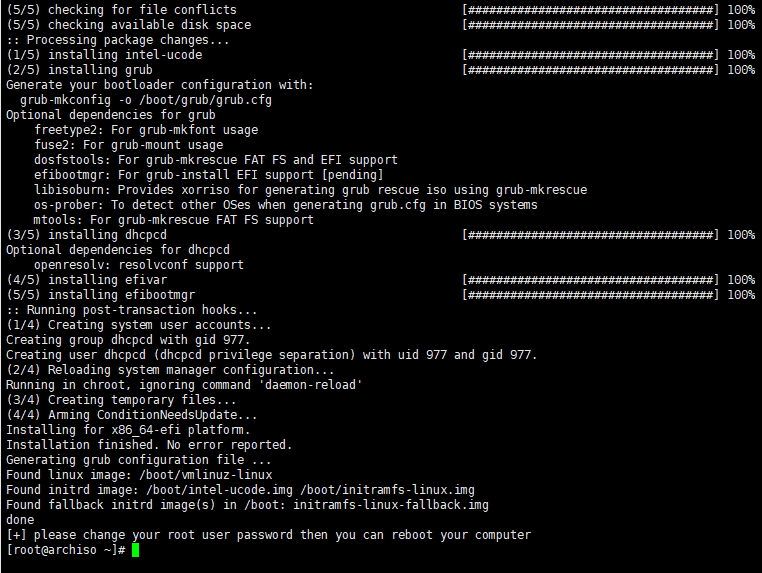 (5/5) checking for file conflicts [###################################] 100%
(5/5) checking available disk space [###################################] 100%
:: Processing package changes...
(1/5) installing intel-ucode [###################################] 100%
(2/5) installing grub [###################################] 100%
Generate your bootloader configuration with:
  grub-mkconfig -o /boot/grub/grub.cfg
Optional dependencies for grub
    freetype2: For grub-mkfont usage
    fuse2: For grub-mount usage
    dosfstools: For grub-mkrescue FAT FS and EFI support
    efibootmgr: For grub-install EFI support [pending]
    libisoburn: Provides xorriso for generating grub rescue iso using grub-mkrescue
    os-prober: To detect other OSes when generating grub.cfg in BIOS systems
    mtools: For grub-mkrescue FAT FS support
(3/5) installing dhcpcd [###################################] 100%
Optional dependencies for dhcpcd
    openresolv: resolvconf support
(4/5) installing efivar [###################################] 100%
(5/5) installing efibootmgr [###################################] 100%
:: Running post-transaction hooks...
(1/4) Creating system user accounts...
Creating group dhcpcd with gid 977.
Creating user dhcpcd (dhcpcd privilege separation) with uid 977 and gid 977.
(2/4) Reloading system manager configuration...
Running in chroot, ignoring command 'daemon-reload'
(3/4) Creating temporary files...
(4/4) Arming ConditionNeedsUpdate...
Installing for x86_64-efi platform.
Installation finished. No error reported.
Generating grub configuration file ...
Found linux image: /boot/vmlinuz-linux
Found initrd image: /boot/intel-ucode.img /boot/initramfs-linux.img
Found fallback initrd image(s) in /boot: initramfs-linux-fallback.img
done
[+] please change your root user password then you can reboot your computer
[root@archiso ~]#